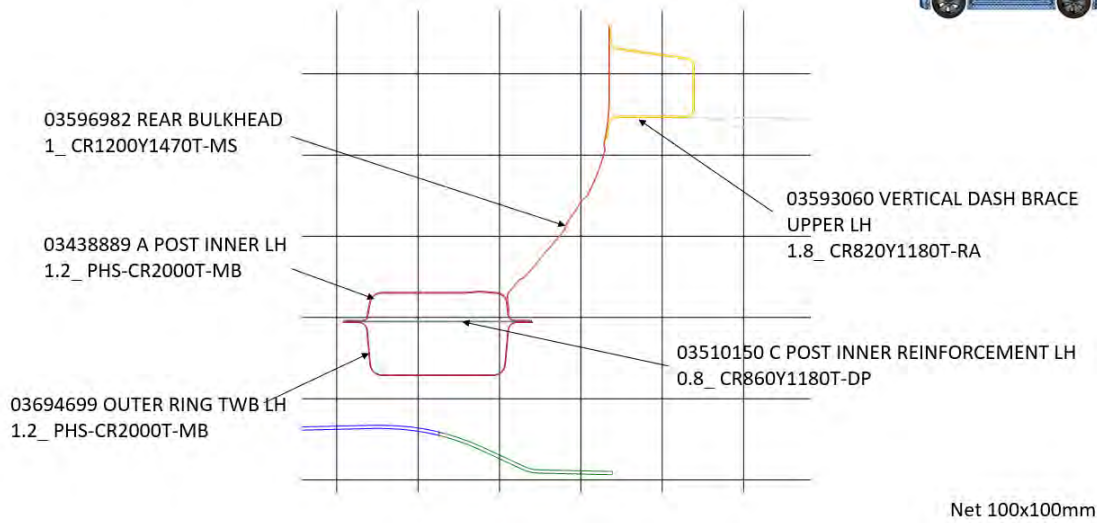 03596982 REAR BULKHEAD
1_ CR1200Y1470T-MS
03438889 A POST INNER LH
1.2_ PHS-CR2000T-MB
03694699 OUTER RING TWB LH
1.2_ PHS-CR2000T-MB
03593060 VERTICAL DASH BRACE
UPPER LH
1.8_ CR820Y1180T-RA
03510150 C POST INNER REINFORCEMENT LH
0.8_ CR860Y1180T-DP
Net 100x100mm